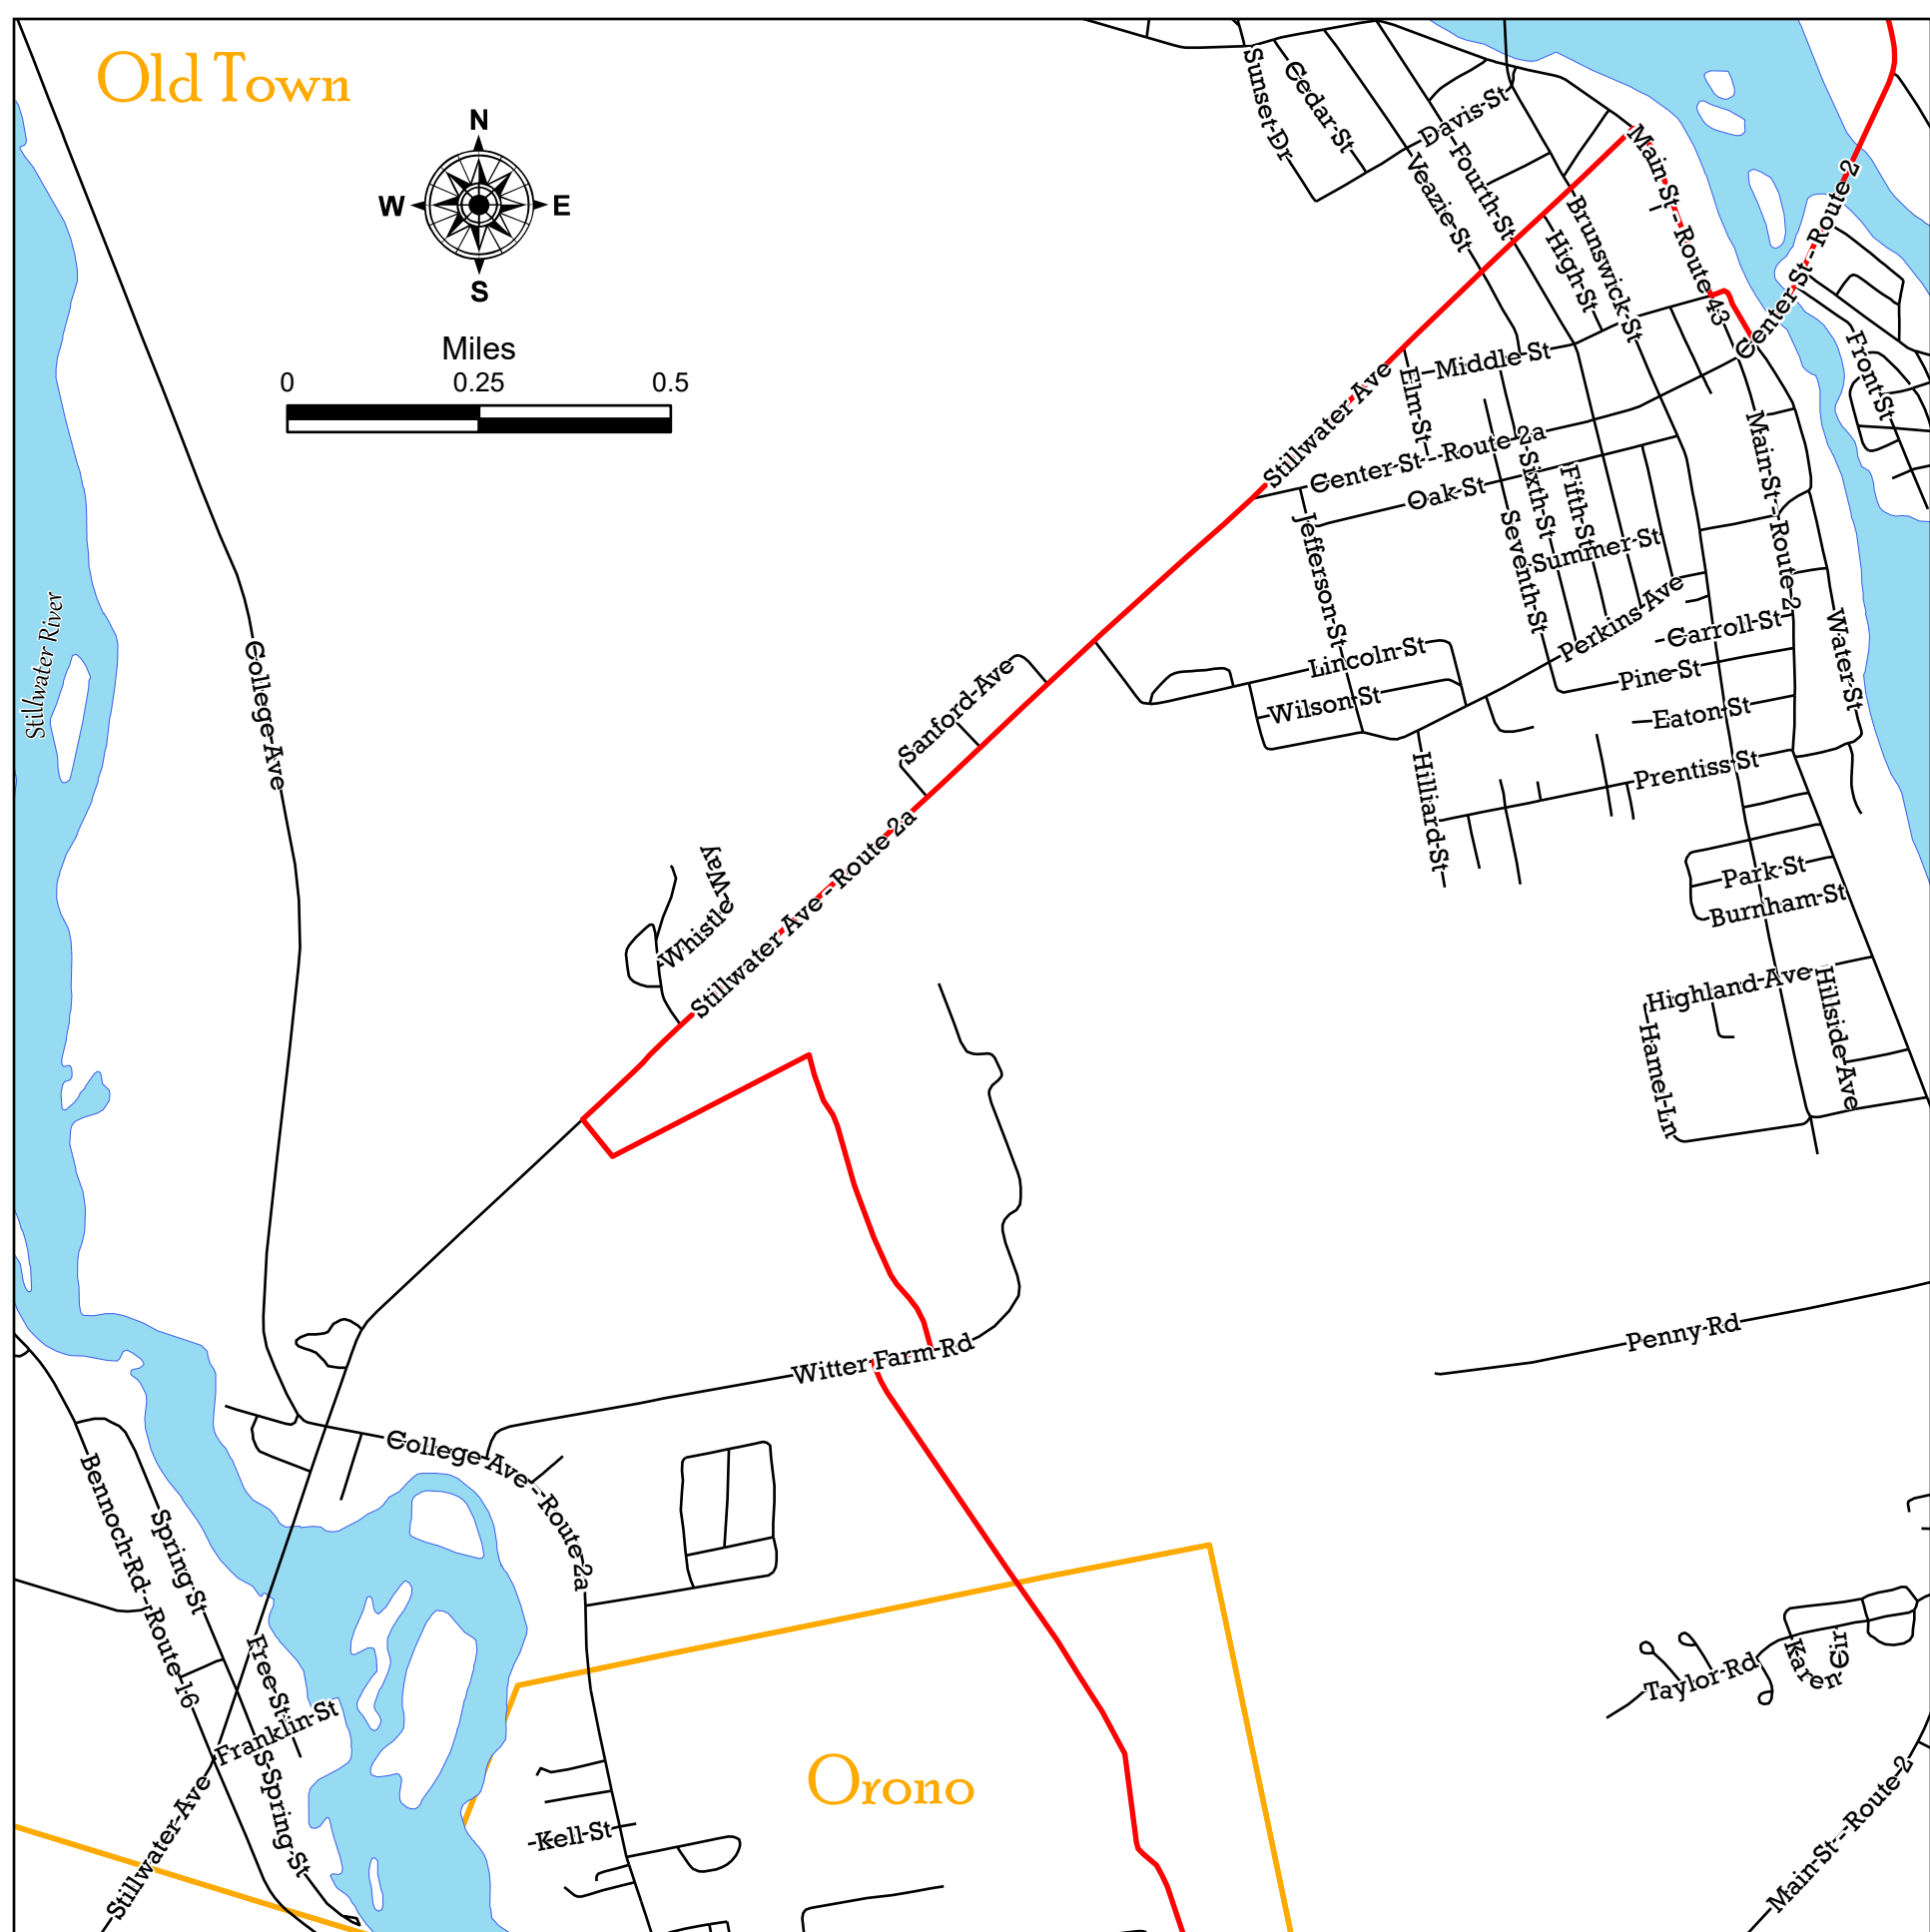 Old Town
N
W
E
S
Miles
0
0.25
0.5
Sunset Dr
Cedar St
Davis St
Veazie St
Fourth St
Main St - Route 43
Brunswick St
High St
Center St - Route 2
Front St
Middle St
Elm St
Stillwater Ave
Center St - Route 2a
Oak St
Sixth St
Fifth St
Seventh St
Summer St
Main St - Route 2
Jefferson St
Perkins Ave
Carroll St
Water St
Lincoln St
Wilson St
Pine St
Eaton St
Prentiss St
Hilliard St
Park St
Burnham St
Highland Ave
Hillside Ave
Hamel Ln
Stillwater River
College Ave
Sanford Ave
Stillwater Ave - Route 2a
Whistle Way
Witter Farm Rd
Penny Rd
College Ave - Route 2a
Bennoch Rd - Route 16
Spring St
Free St
Franklin St
S Spring St
Stillwater Ave
Taylor Rd
Karen
Gir
Orono
Kell St
Main St - Route 2